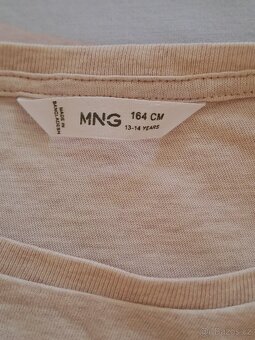 MADE IN
BANGLADESH
MNG
164 CM
13-14 YEARS